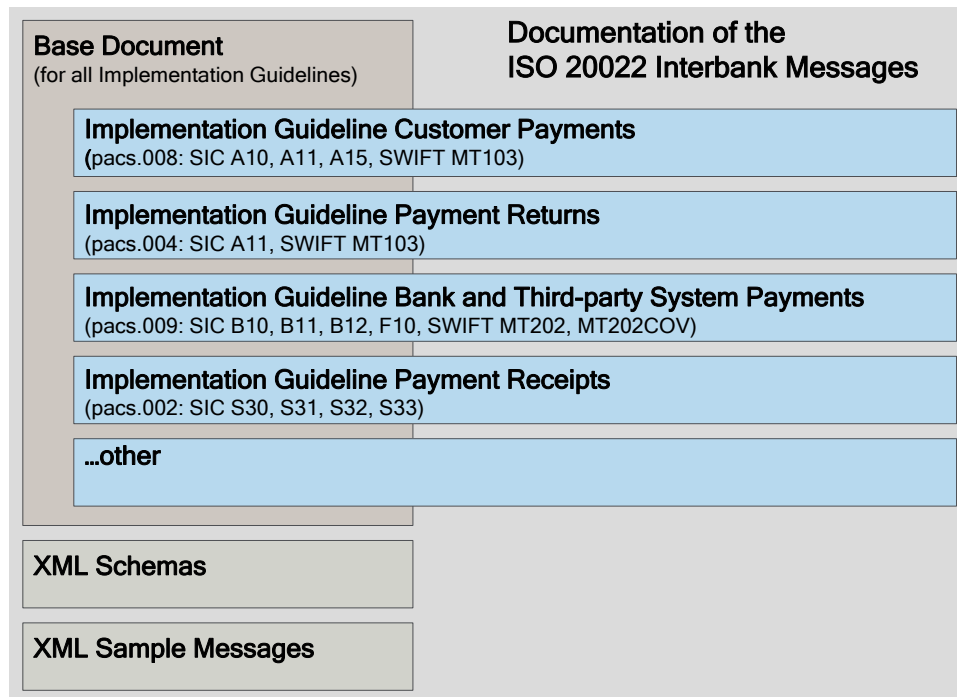 Base Document
(for all Implementation Guidelines)
Documentation of the
ISO 20022 Interbank Messages
Implementation Guideline Customer Payments
(pacs.008: SIC A10, A11, A15, SWIFT MT103)
Implementation Guideline Payment Returns
(pacs.004: SIC A11, SWIFT MT103)
Implementation Guideline Bank and Third-party System Payments
(pacs.009: SIC B10, B11, B12, F10, SWIFT MT202, MT202COV)
Implementation Guideline Payment Receipts
(pacs.002: SIC S30, S31, S32, S33)
...other
XML Schemas
XML Sample Messages